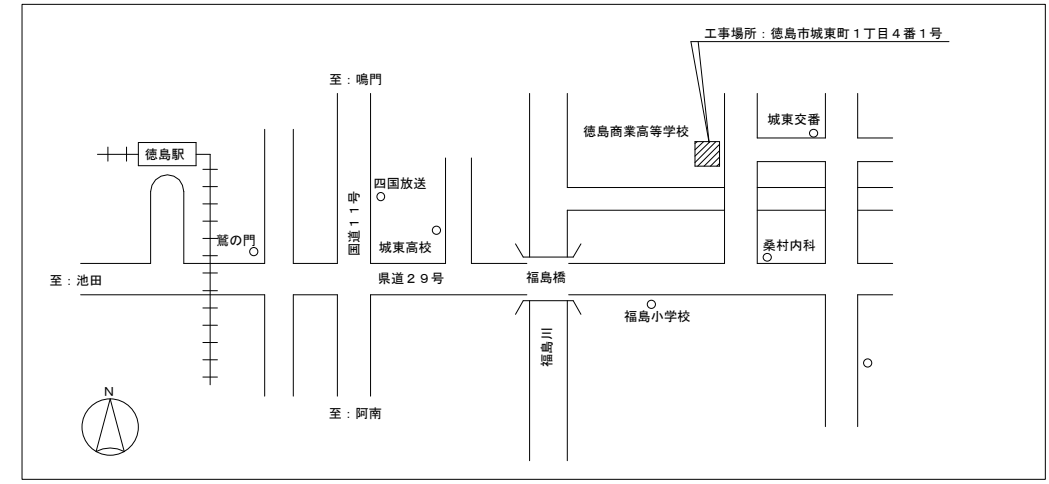 工事場所：徳島市城東町１丁目４番１号
至：鳴門
徳島商業高等学校
城東交番
徳島駅
四国放送
国道１１号
鷲の門
城東高校
桑村内科
至：池田
県道２９号
福島橋
福島小学校
福島川
N
至：阿南